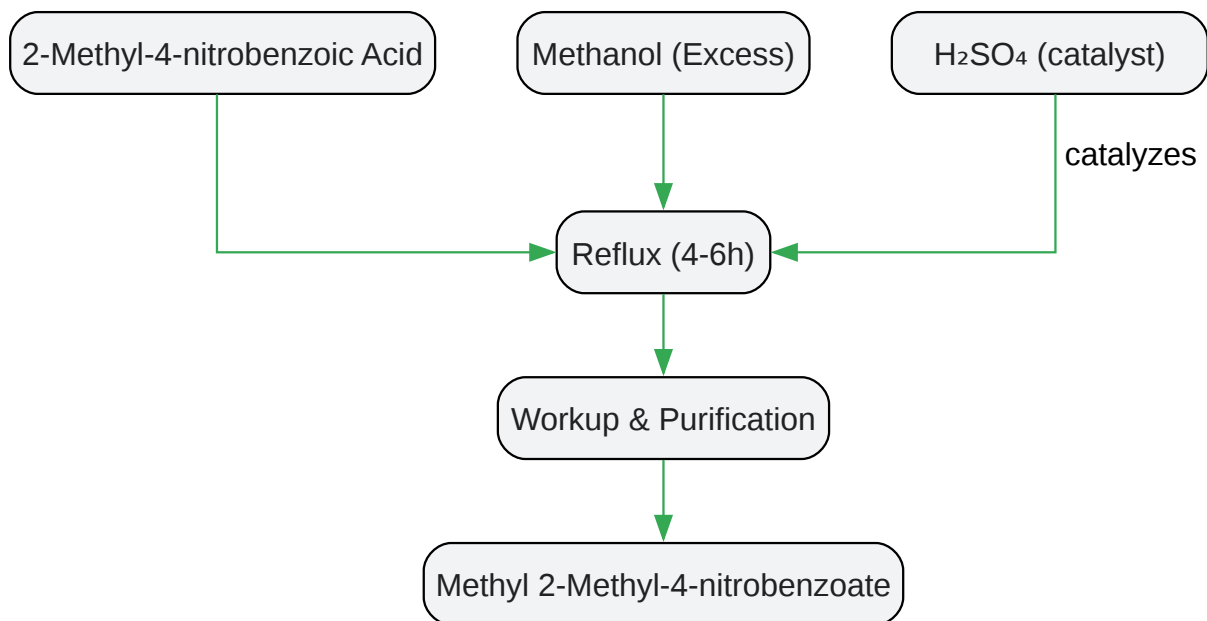 2-Methyl-4-nitrobenzoic Acid
Methanol (Excess)
H₂SO₄ (catalyst)
catalyzes
Reflux (4-6h)
Workup & Purification
Methyl 2-Methyl-4-nitrobenzoate